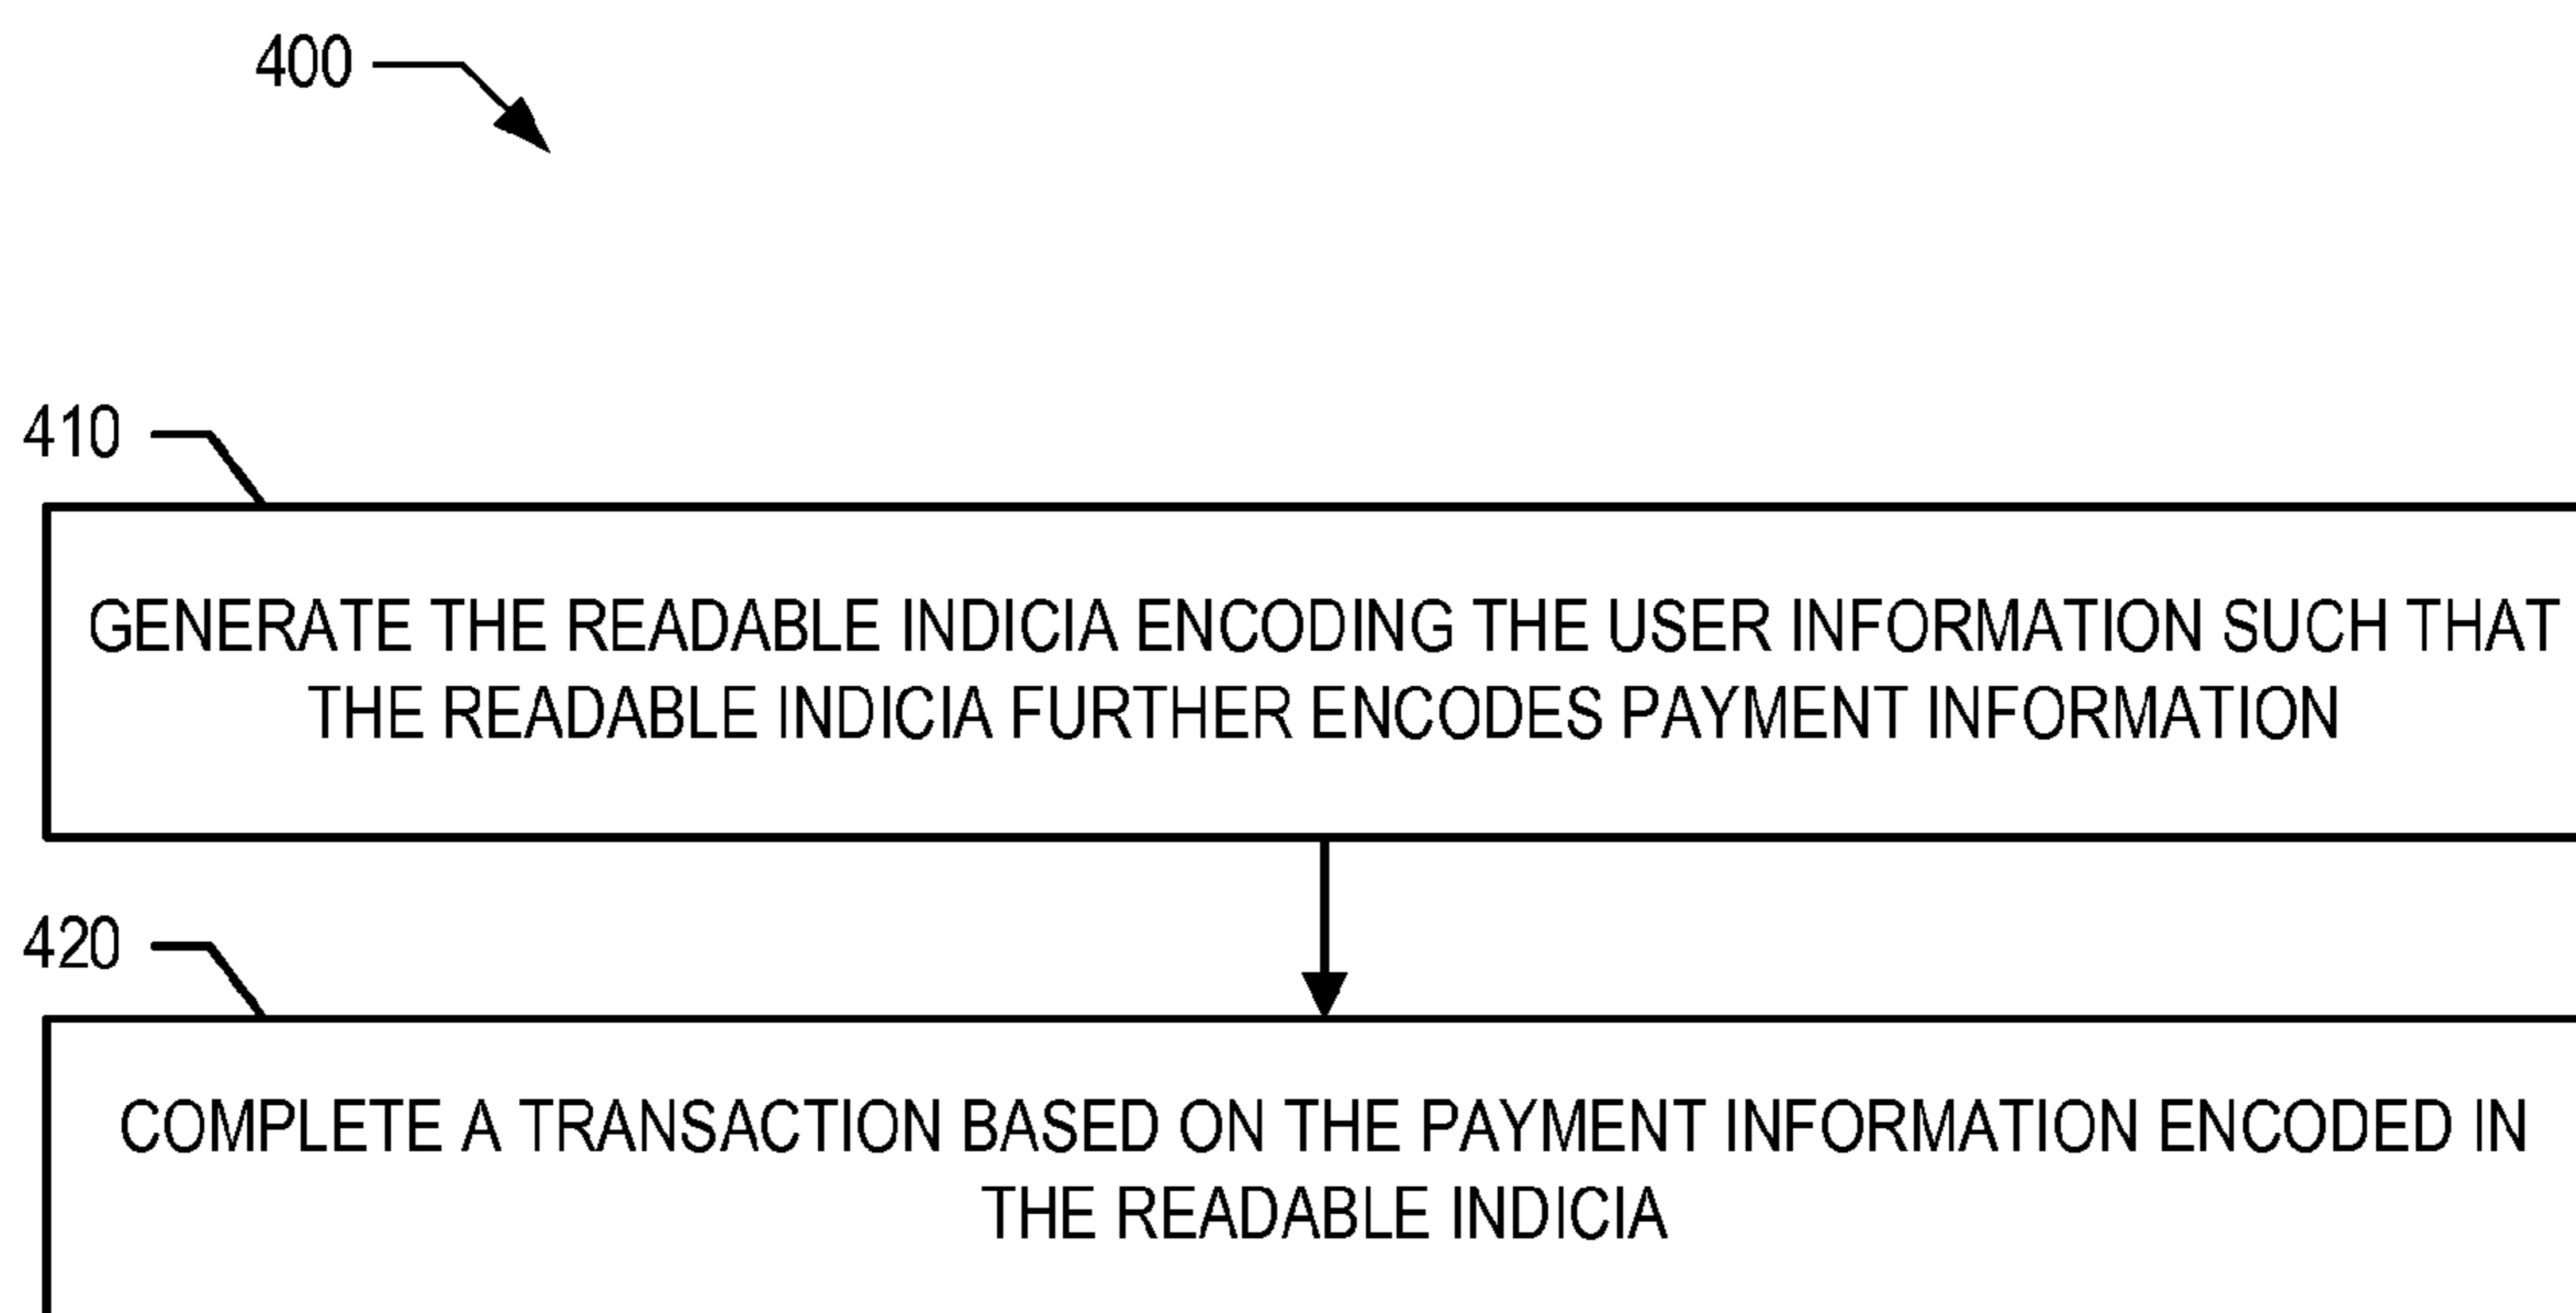 400
410
GENERATE THE READABLE INDICIA ENCODING THE USER INFORMATION SUCH THAT
THE READABLE INDICIA FURTHER ENCODES PAYMENT INFORMATION
420
COMPLETE A TRANSACTION BASED ON THE PAYMENT INFORMATION ENCODED IN
THE READABLE INDICIA